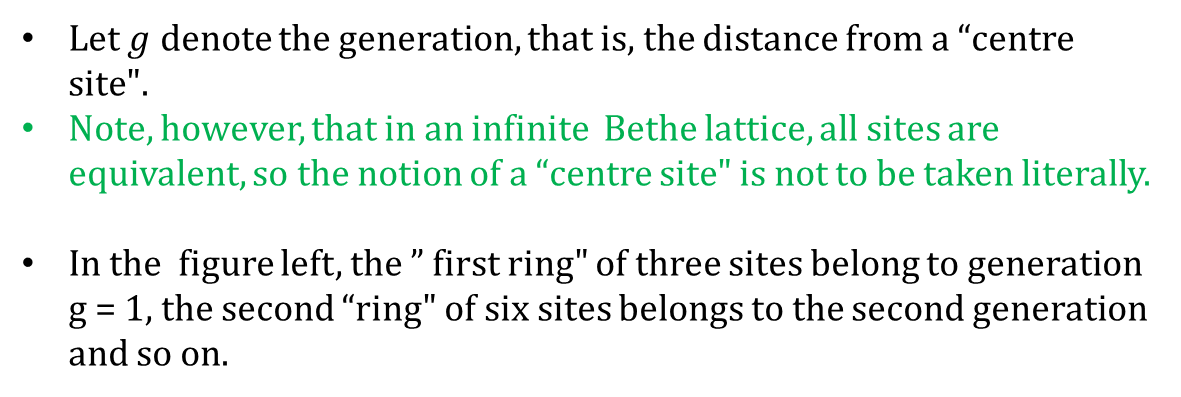 • Let g denote the generation, that is, the distance from a “centre
site".
• Note, however, that in an infinite Bethe lattice, all sites are
equivalent, so the notion of a “centre site" is not to be taken literally.
• In the figure left, the ” first ring" of three sites belong to generation
g = 1, the second “ring" of six sites belongs to the second generation
and so on.